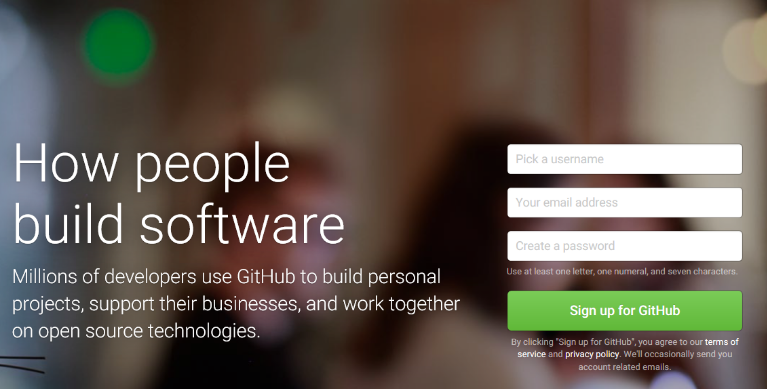 How people
build software
Millions of developers use GitHub to build personal
projects, support their businesses, and work together
on open source technologies.
Pick a username
Your email address
Create a password
Use at least one letter, one numeral, and seven characters.
Sign up for GitHub
By clicking "Sign up for GitHub", you agree to our terms of
service and privacy policy. We'll occasionally send you
account related emails.